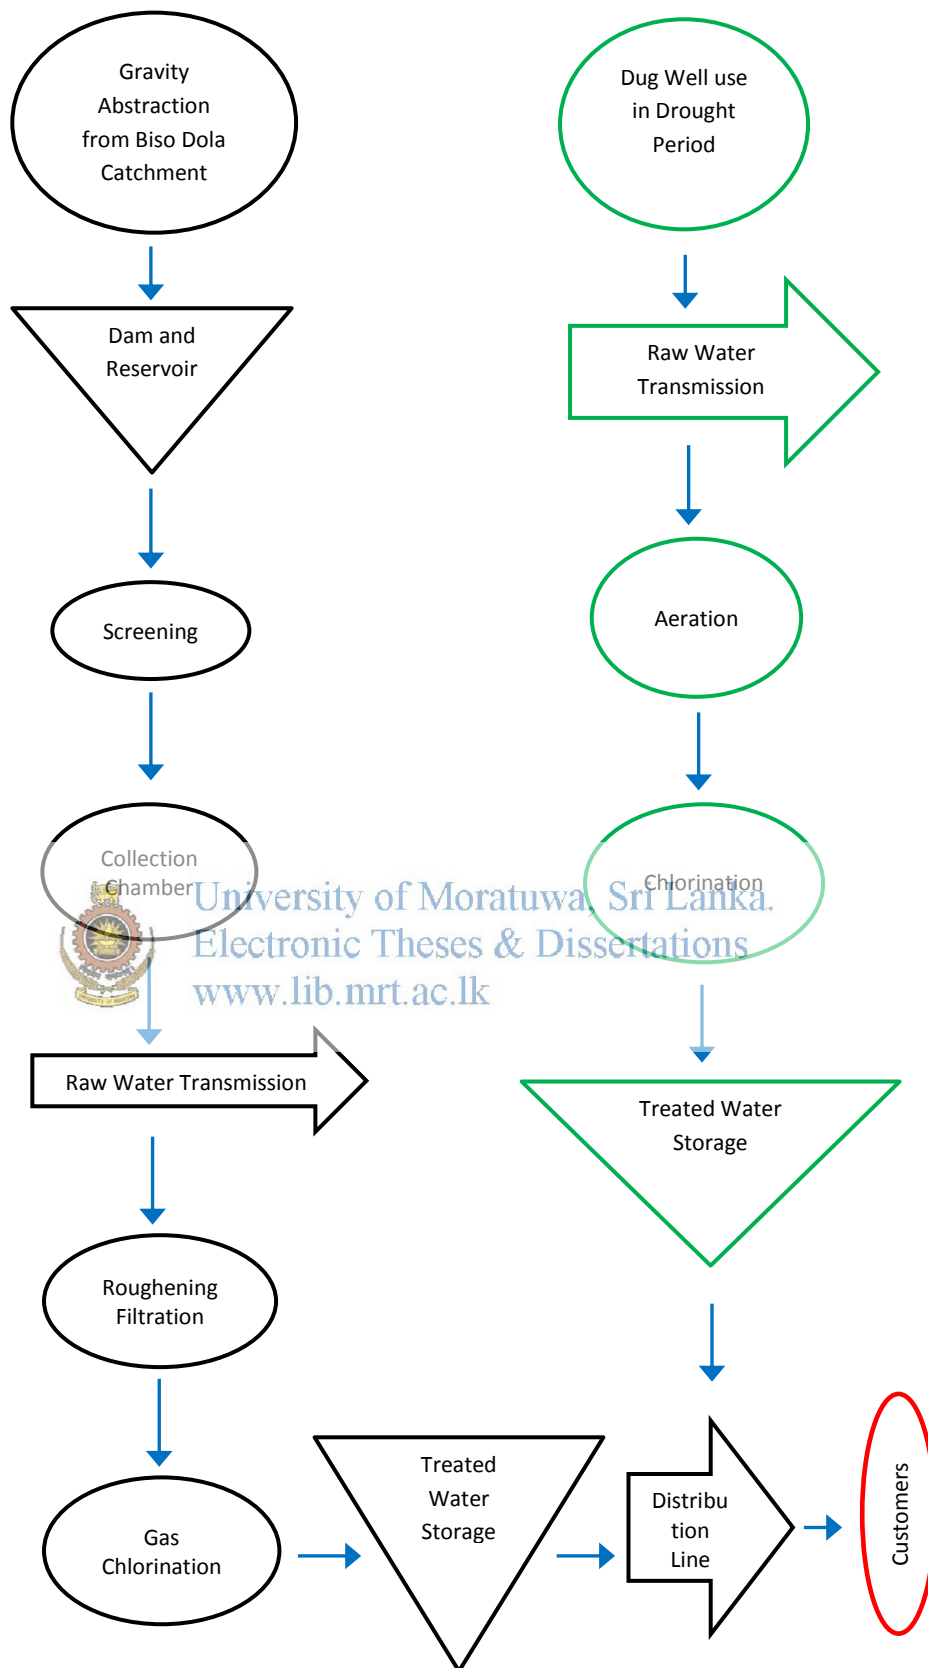 Gravity
Abstraction
from Biso Dola
Catchment
Dam and
Reservoir
Screening
Collection
Chamber
Raw Water Transmission
Roughening
Filtration
Gas
Chlorination
Treated
Water
Storage
Dug Well use
in Drought
Period
Raw Water
Transmission
Aeration
Chlorination
Treated Water
Storage
Distribu
tion
Line
Customers
University of Moratuwa, Sri Lanka.
Electronic Theses & Dissertations
www.lib.mrt.ac.lk